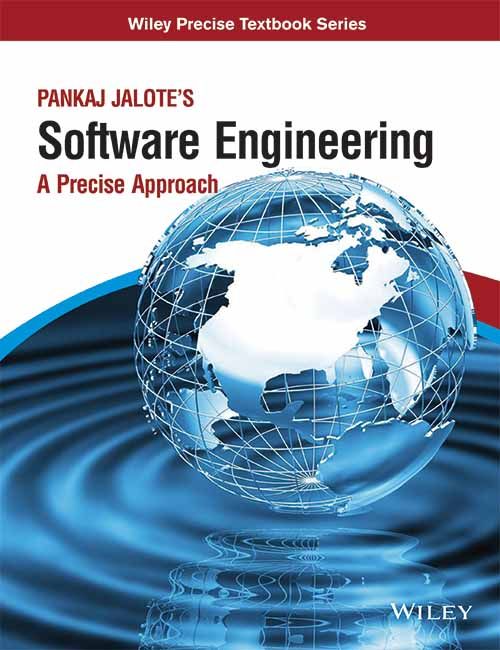 Wiley Precise Textbook Series
PANKAJ JALOTE'S
Software Engineering
A Precise Approach
WILEY